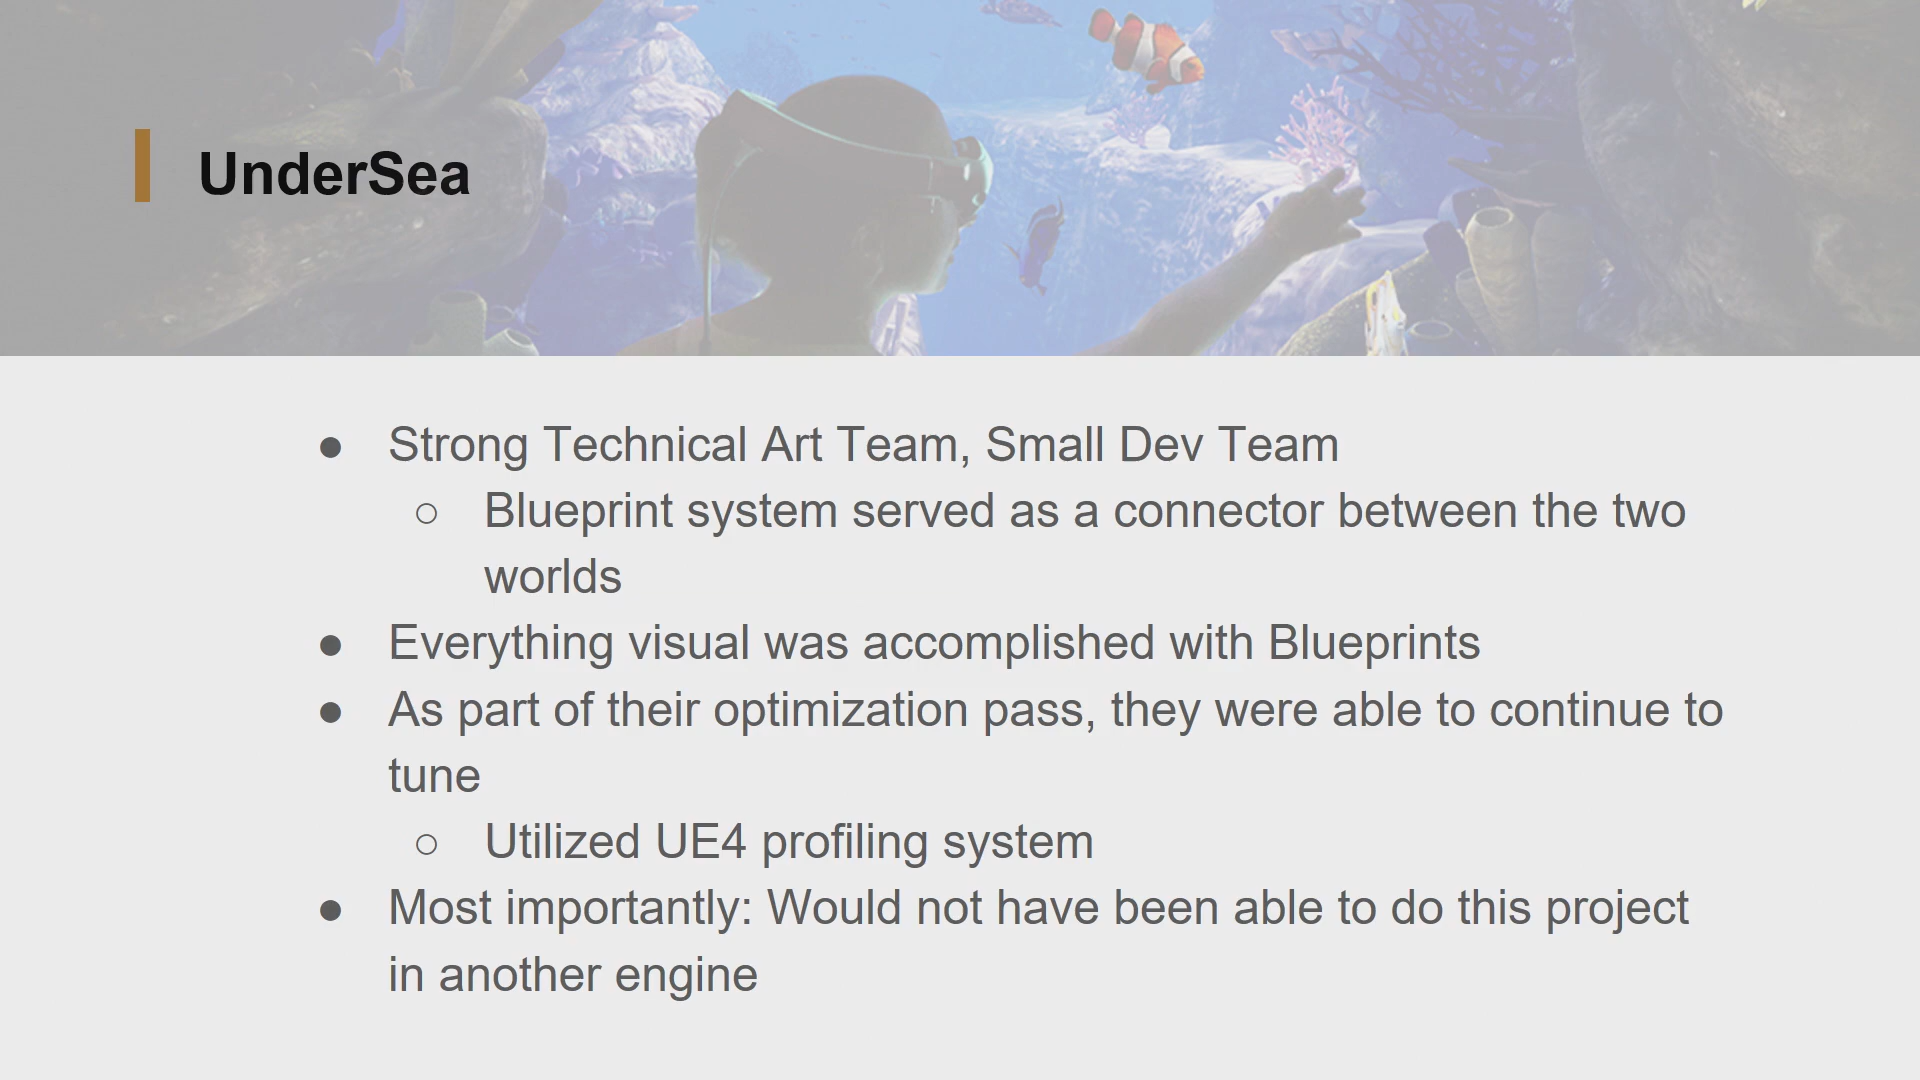 UnderSea
● Strong Technical Art Team, Small Dev Team
○ Blueprint system served as a connector between the two
worlds
● Everything visual was accomplished with Blueprints
● As part of their optimization pass, they were able to continue to
tune
○ Utilized UE4 profiling system
● Most importantly: Would not have been able to do this project
in another engine